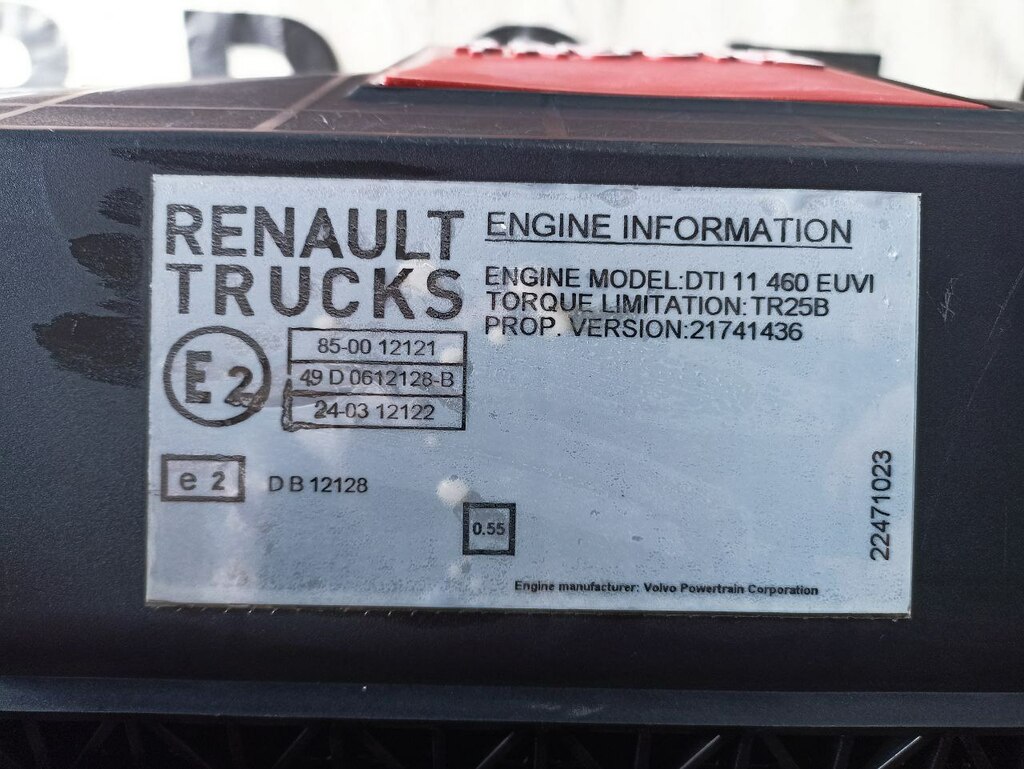 RENAULT
TRUCKS
E2
85-00 12121
49 D 0612128-B
24-03 12122
e 2
D B 12128
0.55
ENGINE INFORMATION
ENGINE MODEL:DTI 11 460 EUVI
TORQUE LIMITATION:TR25B
PROP. VERSION:21741436
22471023
Engine manufacturer: Volvo Powertrain Corporation